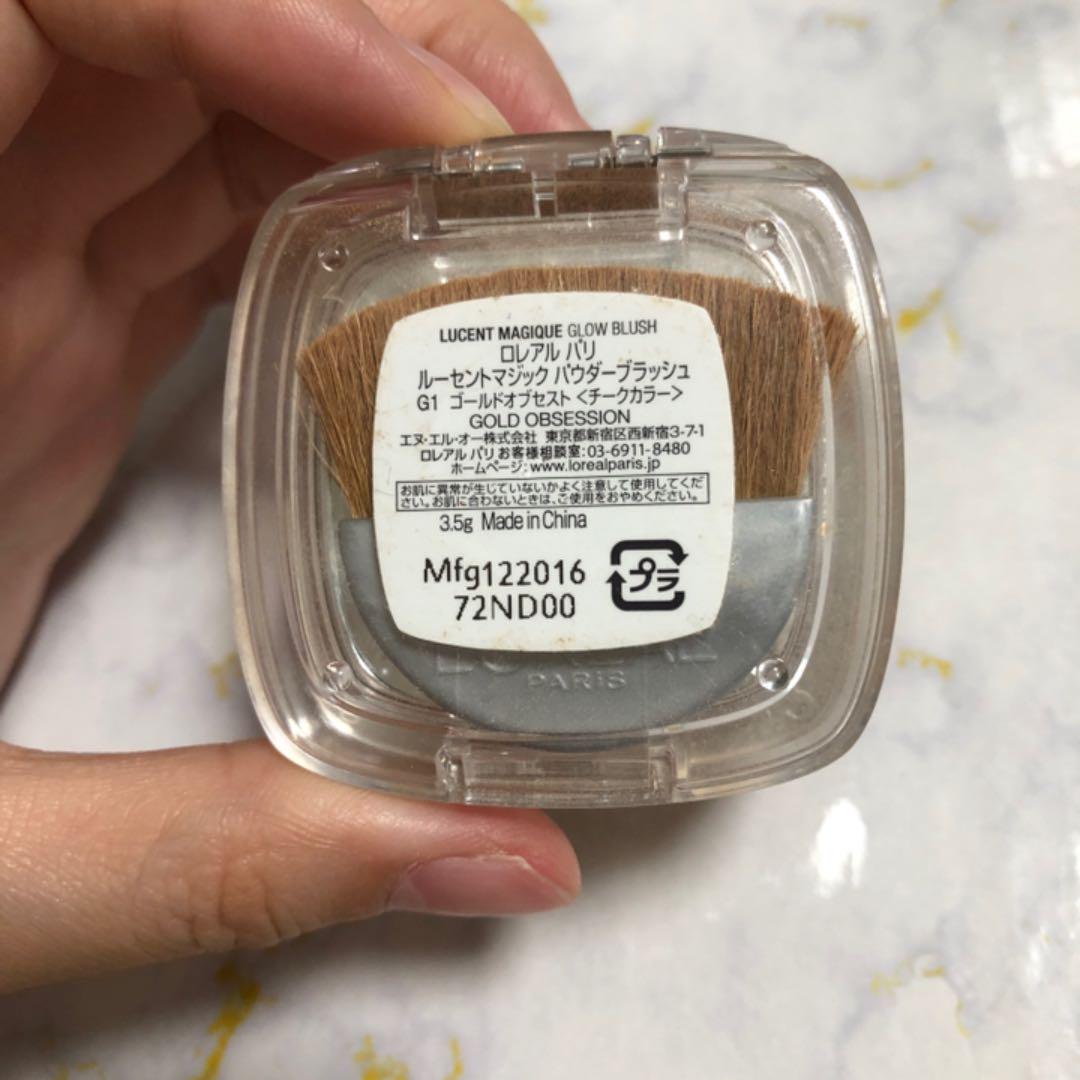 LUCENT MAGIQUE GLOW BLUSH
ロレアル パリ
ルーセントマジック パウダーブラッシュ
G1 ゴールドオブセスト <チークカラー>
GOLD OBSESSION
エヌ・エル・オー株式会社 東京都新宿区西新宿3-7-1
ロレアル パリお客様相談室:03-6911-8480
ホームページ:www.lorealparis.jp
お肌に異常が生じていないかよく注意して使用してくだ
さい。お肌に合わないときは、ご使用をおやめください。
3.5g Made in China
Mfg122016
プラ
72ND00
PARIS